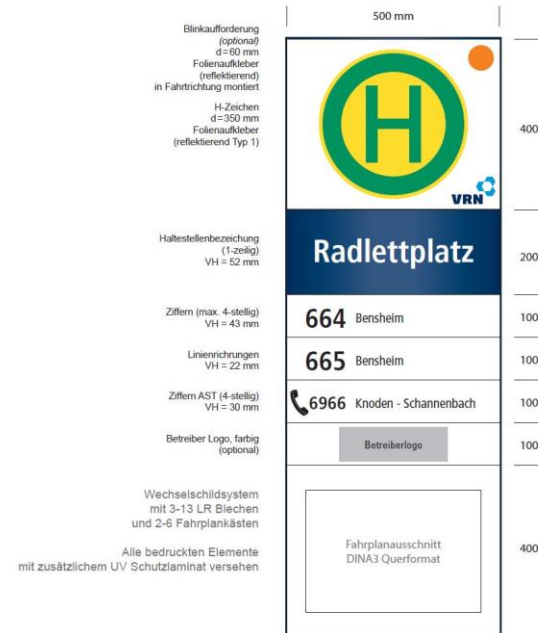 500 mm
Blinkaufforderung
(optional)
d=60 mm
Folienaufkleber
(reflektierend)
in Fahrtrichtung montiert
H-Zeichen
d=350 mm
Folienaufkleber
(reflektierend Typ 1)
H
VRN
400
Haltestellenbezeichung
(1-zeilig)
VH = 52 mm
Radlettplatz
200
Ziffern (max. 4-stellig)
VH = 43 mm
664 Bensheim
100
Linienrichrungen
VH = 22 mm
665 Bensheim
100
Ziffern AST (4-stellig)
VH = 30 mm
6966 Knoden - Schannenbach
100
Betreiber Logo, farbig
(optional)
Betreiberlogo
100
Wechselschildsystem
mit 3-13 LR Blechen
und 2-6 Fahrplankästen
Alle bedruckten Elemente
mit zusätzlichem UV Schutzlaminat versehen
Fahrplanausschnitt
DINA3 Querformat
400